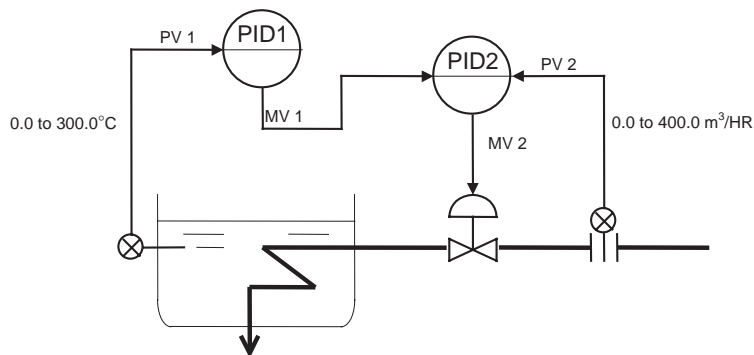 PV 1
PID1
PID2
PV 2
MV 1
0.0 to 300.0°C
0.0 to 400.0 m³/HR
MV 2